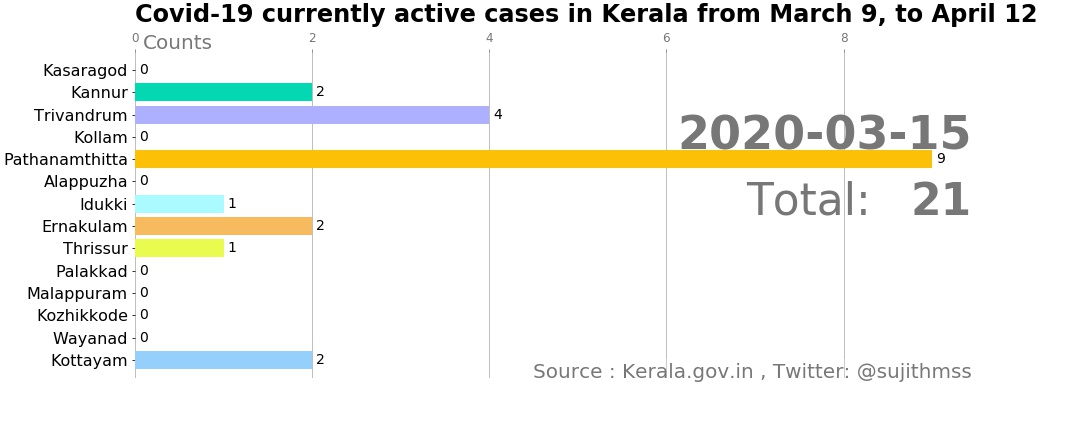 Covid-19 currently active cases in Kerala from March 9, to April 12
0 2 4 6 8
Counts
Kasaragod 0
Kannur 2
Trivandrum 4
2020-03-15
Kollam 0
Pathanamthitta 9
Alappuzha 0
Total: 21
Idukki 1
Ernakulam 2
Thrissur 1
Palakkad 0
Malappuram 0
Kozhikkode 0
Wayanad 0
Kottayam 2
Source : Kerala.gov.in , Twitter: @sujithmss